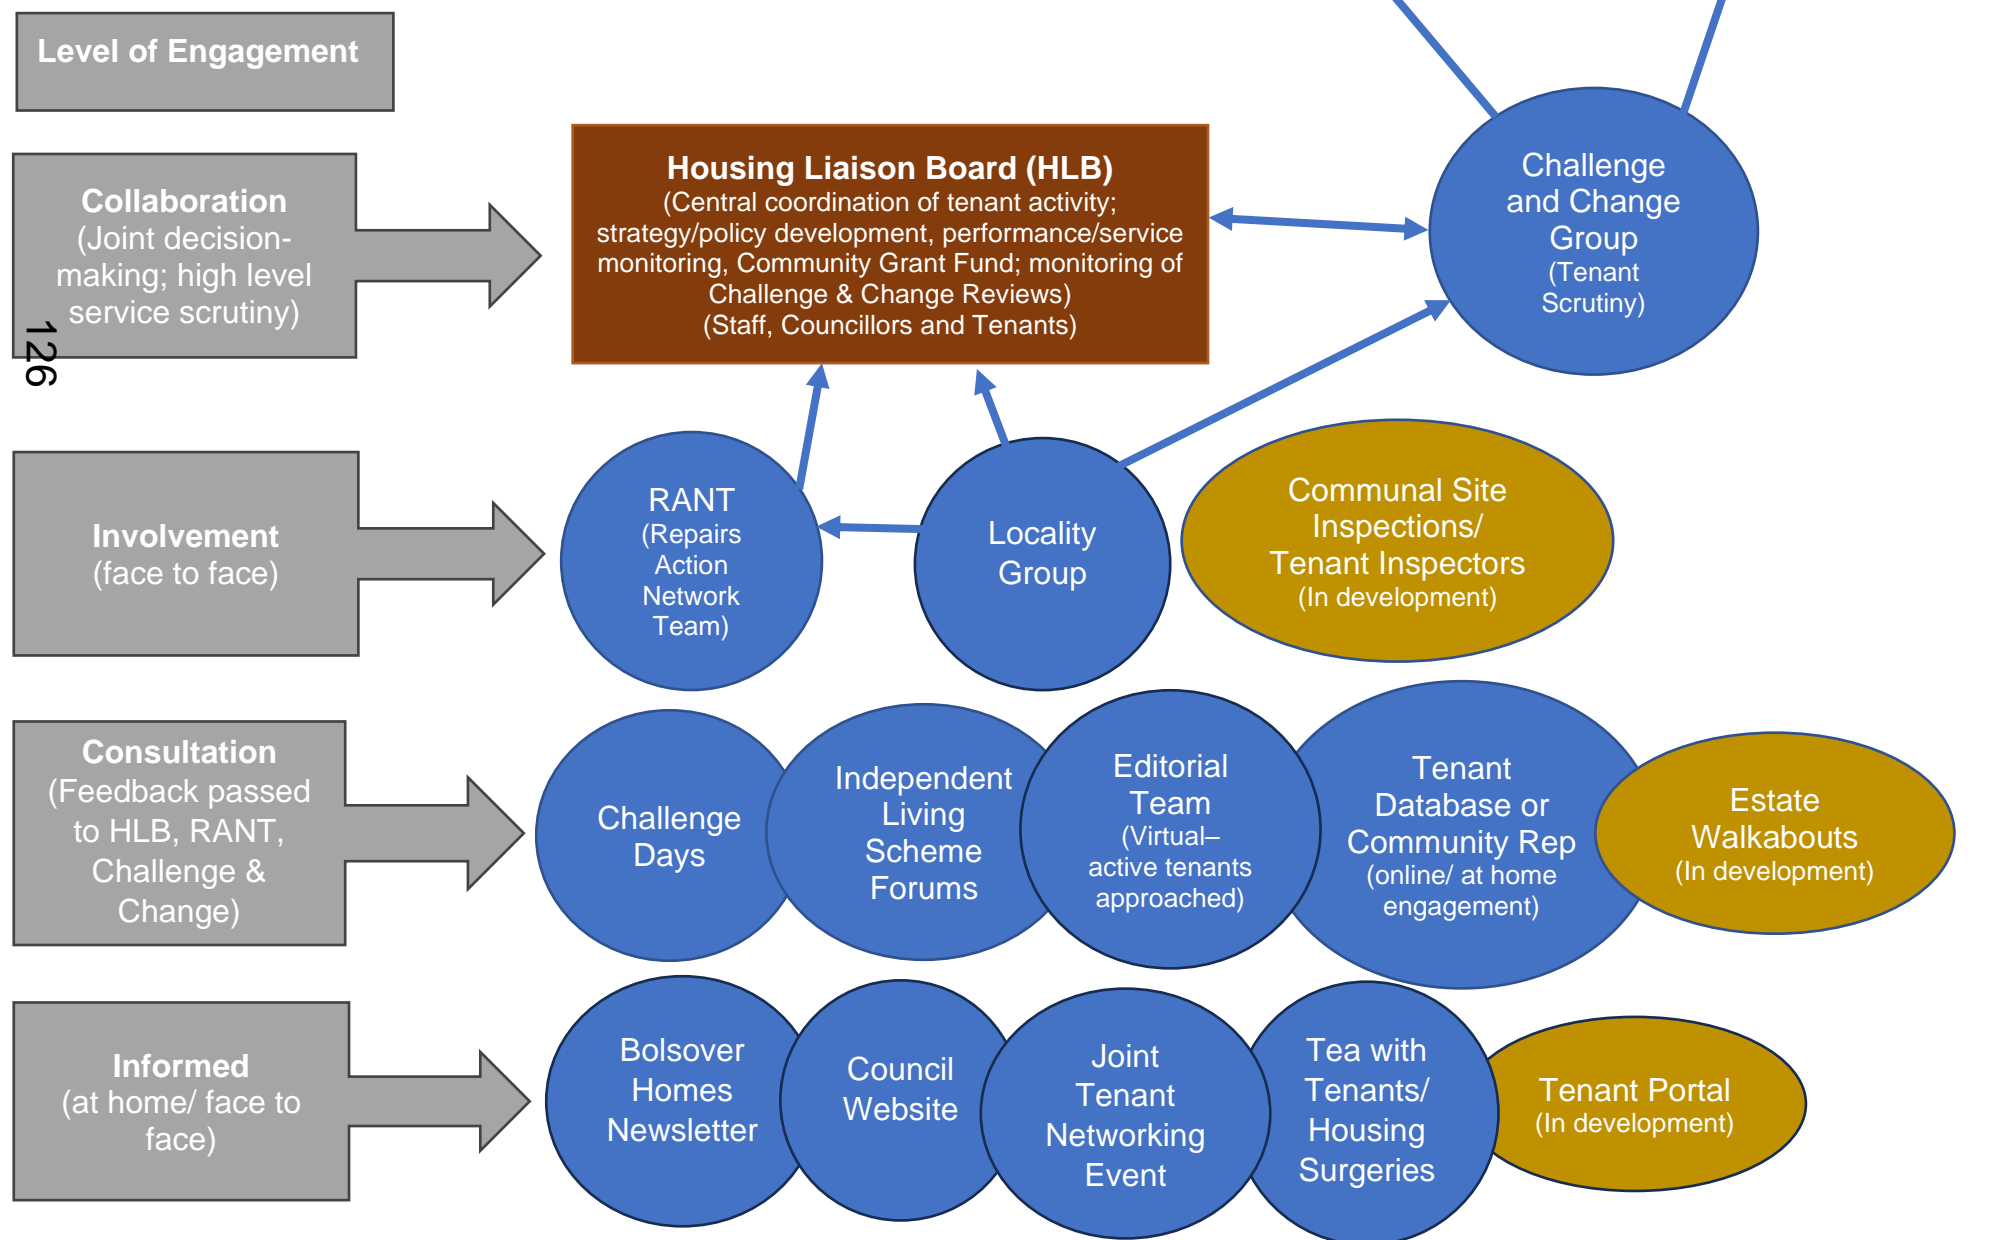 Level of Engagement
Collaboration
(Joint decision-
making; high level
service scrutiny)
126
Housing Liaison Board (HLB)
(Central coordination of tenant activity;
strategy/policy development, performance/service
monitoring, Community Grant Fund; monitoring of
Challenge & Change Reviews)
(Staff, Councillors and Tenants)
Challenge
and Change
Group
(Tenant
Scrutiny)
Involvement
(face to face)
RANT
(Repairs
Action
Network
Team)
Locality
Group
Communal Site
Inspections/
Tenant Inspectors
(In development)
Consultation
(Feedback passed
to HLB, RANT,
Challenge &
Change)
Challenge
Days
Independent
Living
Scheme
Forums
Editorial
Team
(Virtual–
active tenants
approached)
Tenant
Database or
Community Rep
(online/ at home
engagement)
Estate
Walkabouts
(In development)
Informed
(at home/ face to
face)
Bolsover
Homes
Newsletter
Council
Website
Joint
Tenant
Networking
Event
Tea with
Tenants/
Housing
Surgeries
Tenant Portal
(In development)